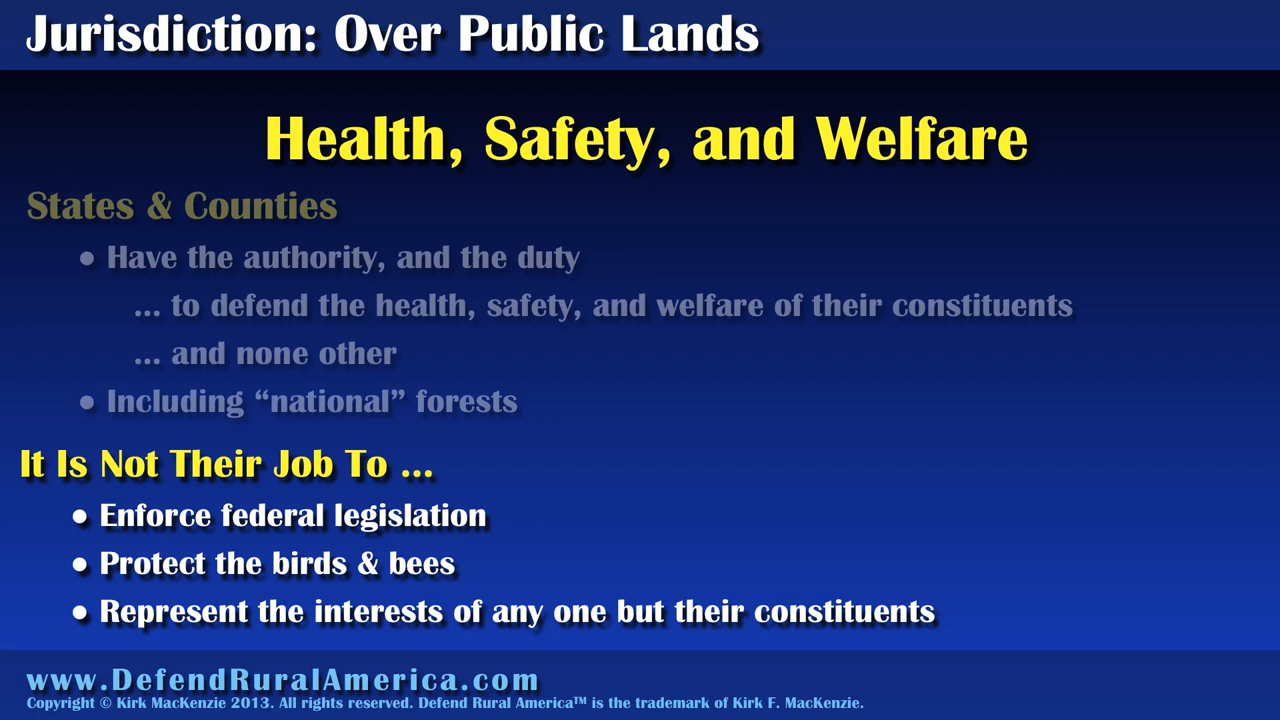 Jurisdiction: Over Public Lands
Health, Safety, and Welfare
States & Counties
● Have the authority, and the duty
... to defend the health, safety, and welfare of their constituents
... and none other
● Including “national” forests
It Is Not Their Job To ...
● Enforce federal legislation
● Protect the birds & bees
● Represent the interests of any one but their constituents
www.DefendRuralAmerica.com
Copyright © Kirk MacKenzie 2013. All rights reserved. Defend Rural America™ is the trademark of Kirk F. MacKenzie.